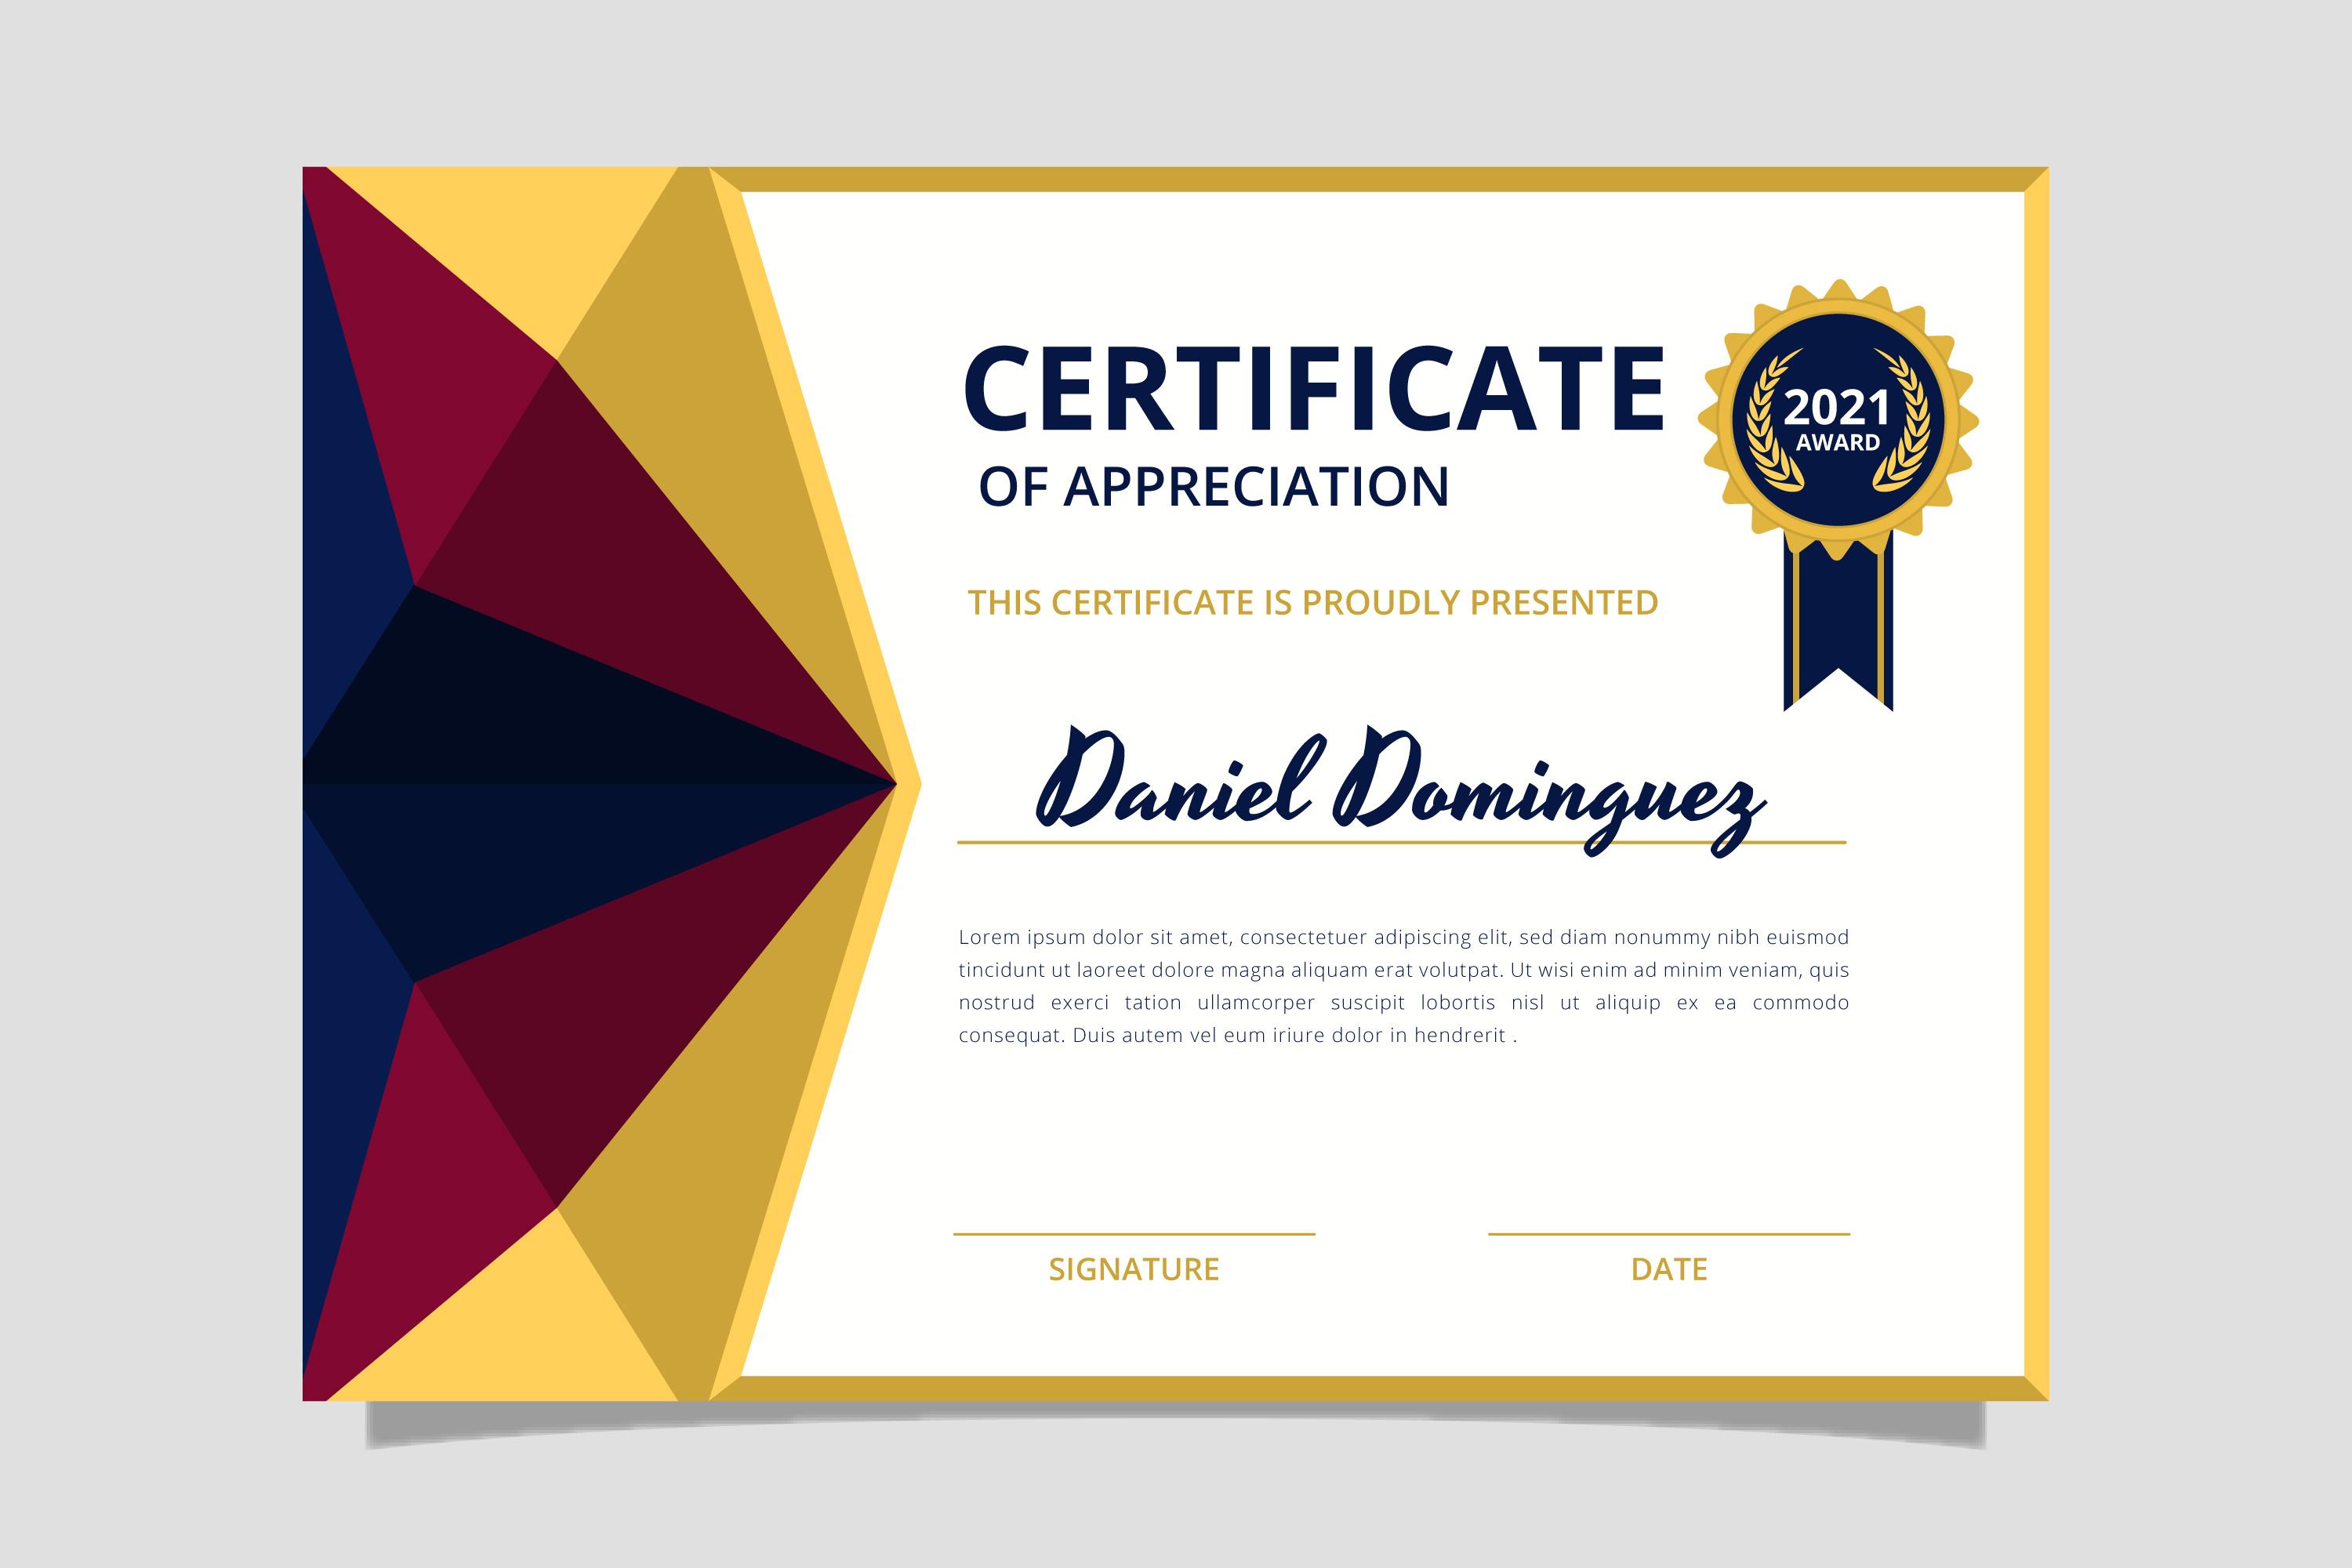 CERTIFICATE
OF APPRECIATION
2021
AWARD
THIS CERTIFICATE IS PROUDLY PRESENTED
Daniel Dominguez
Lorem ipsum dolor sit amet, consectetuer adipiscing elit, sed diam nonummy nibh euismod
tincidunt ut laoreet dolore magna aliquam erat volutpat. Ut wisi enim ad minim veniam, quis
nostrud exerci tation ullamcorper suscipit lobortis nisl ut aliquip ex ea commodo
consequat. Duis autem vel eum iriure dolor in hendrerit .
SIGNATURE
DATE